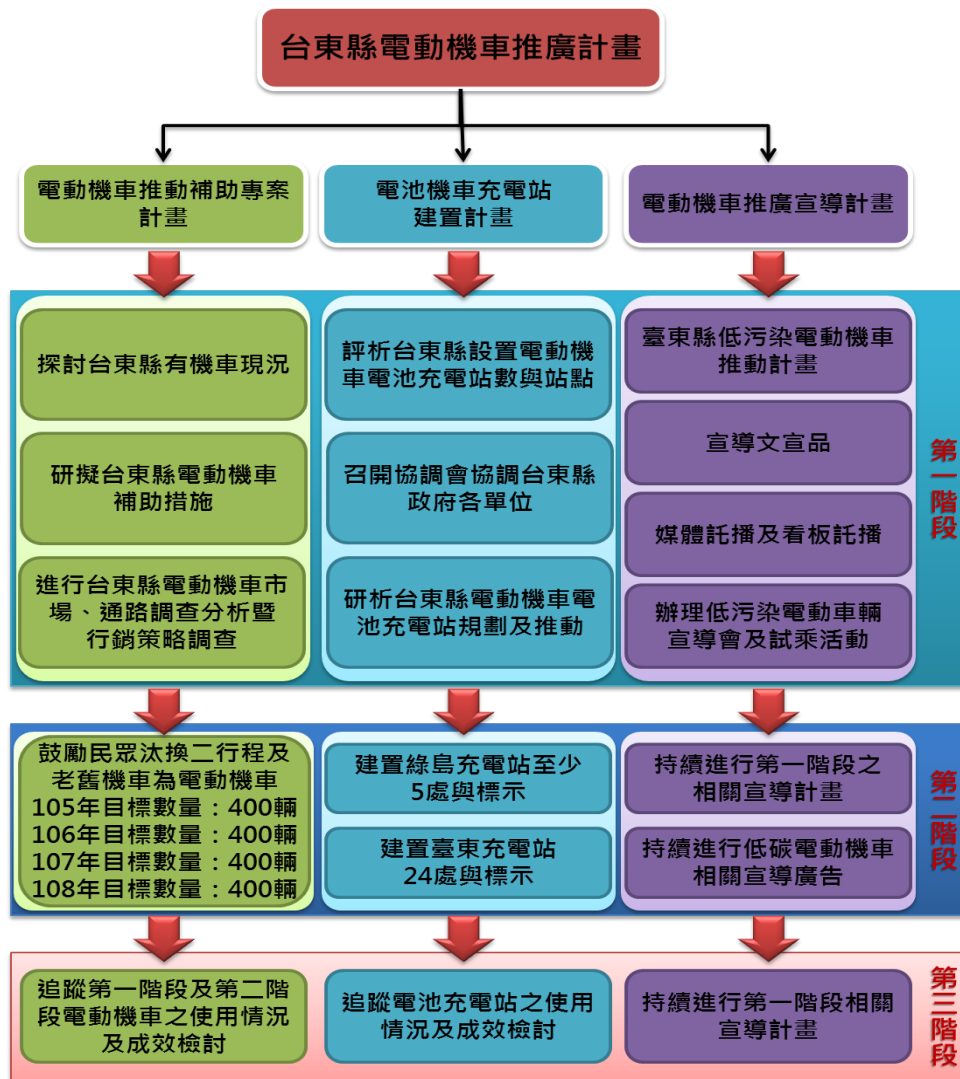 台東縣電動機車推廣計畫
電動機車推動補助專案
計畫
電池機車充電站
建置計畫
電動機車推廣宣導計畫
第一階段
探討台東縣有機車現況
研擬台東縣電動機車
補助措施
進行台東縣電動機車市
場、通路調查分析暨
行銷策略調查
評析台東縣設置電動機
車電池充電站數與站點
召開協調會協調台東縣
政府各單位
研析台東縣電動機車電
池充電站規劃及推動
臺東縣低污染電動機車
推動計畫
宣導文宣品
媒體託播及看板託播
辦理低污染電動車輛
宣導會及試乘活動
第二階段
鼓勵民眾汰換二行程及
老舊機車為電動機車
105年目標數量：400輛
106年目標數量：400輛
107年目標數量：400輛
108年目標數量：400輛
建置綠島充電站至少
5處與標示
建置臺東充電站
24處與標示
持續進行第一階段之
相關宣導計畫
持續進行低碳電動機車
相關宣導廣告
第三階段
追蹤第一階段及第二階
段電動機車之使用情況
及成效檢討
追蹤電池充電站之使用
情況及成效檢討
持續進行第一階段相關
宣導計畫